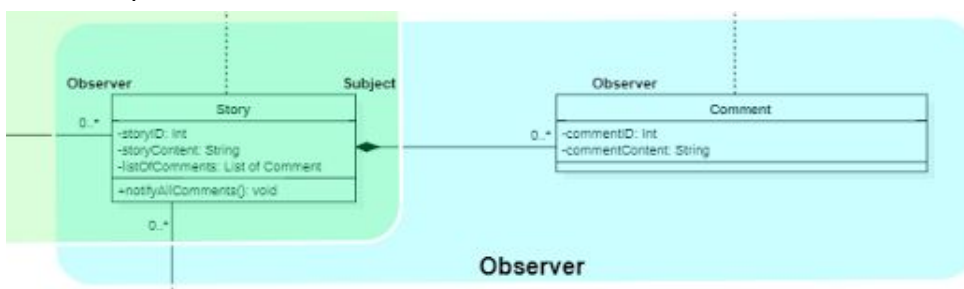 Observer
Subject
Observer
Story
Comment
0..*
-storyID: Int
-storyContent: String
-listOfComments: List of Comment
0..*
-commentID: Int
-commentContent: String
+notifyAllComments(): void
0..*
Observer